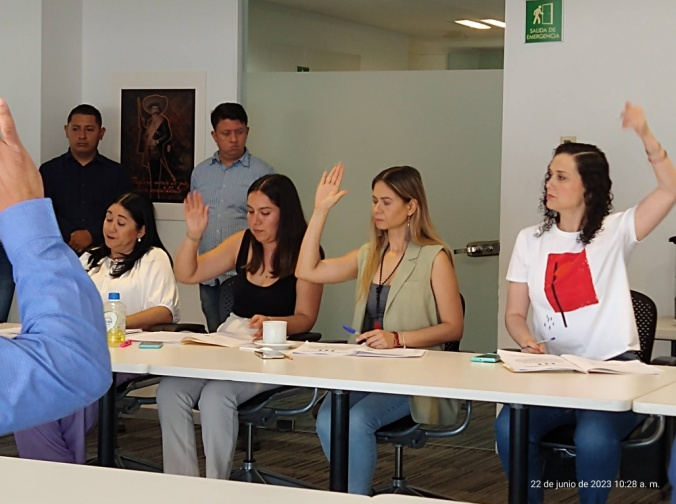 SALIDA DE
EMERGENCIA
22 de junio de 2023 10:28 a. m.